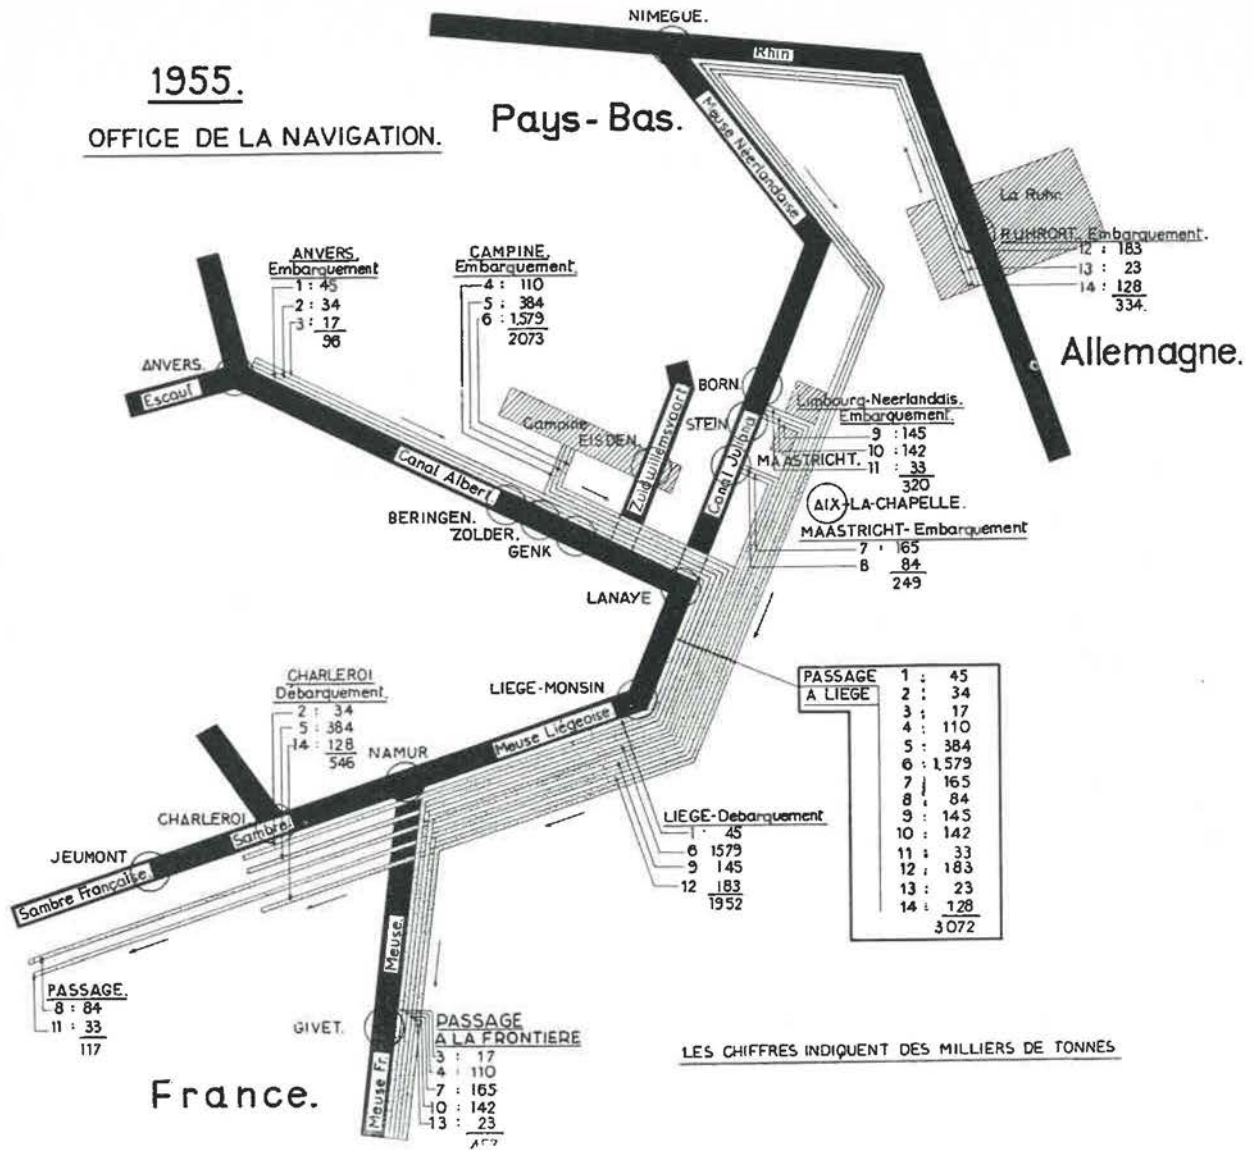 NIMEGUE.
Rhin
1955.
OFFICE DE LA NAVIGATION.
Pays-Bas.
Meuse Néerlandaise
La Ruhr.
RUHRORT. Embarquement.
12 : 183
13 : 23
14 : 128
334.
Allemagne.
ANVERS.
Embarquement
1 : 45
2 : 34
3 : 17
96
CAMPINE.
Embarquement.
4 : 110
5 : 384
6 : 1,579
2073
ANVERS.
Escaut
Canal Albert.
Campine
EISDEN.
Zuidwillemsvaart
BORN.
STEIN
Canal Juliana
MAASTRICHT.
Limbourg-Neerlandais.
Embarquement.
9 : 145
10 : 142
11 : 33
320
AIX-LA-CHAPELLE.
MAASTRICHT-Embarquement
7 : 165
8 84
249
BERINGEN.
ZOLDER.
GENK
LANAYE
LIEGE-MONSIN
Meuse Liégeoise
CHARLEROI
Débarquement.
2 : 34
5 : 384
14 : 128
546
NAMUR
PASSAGE
A LIEGE
1 : 45
2 : 34
3 : 17
4 : 110
5 : 384
6 : 1,579
7 : 165
8 : 84
9 : 145
10 : 142
11 : 33
12 : 183
13 : 23
14 : 128
3072
LIEGE-Debarquement
1 · 45
6 1579
9 145
12 183
1952
CHARLEROI
Sambre.
JEUMONT
Sambre Française
Meuse.
PASSAGE.
8 : 84
11 : 33
117
GIVET.
Meuse Fr.
PASSAGE
A LA FRONTIERE
3 : 17
4 : 110
7 : 165
10 : 142
13 : 23
France.
LES CHIFFRES INDIQUENT DES MILLIERS DE TONNES